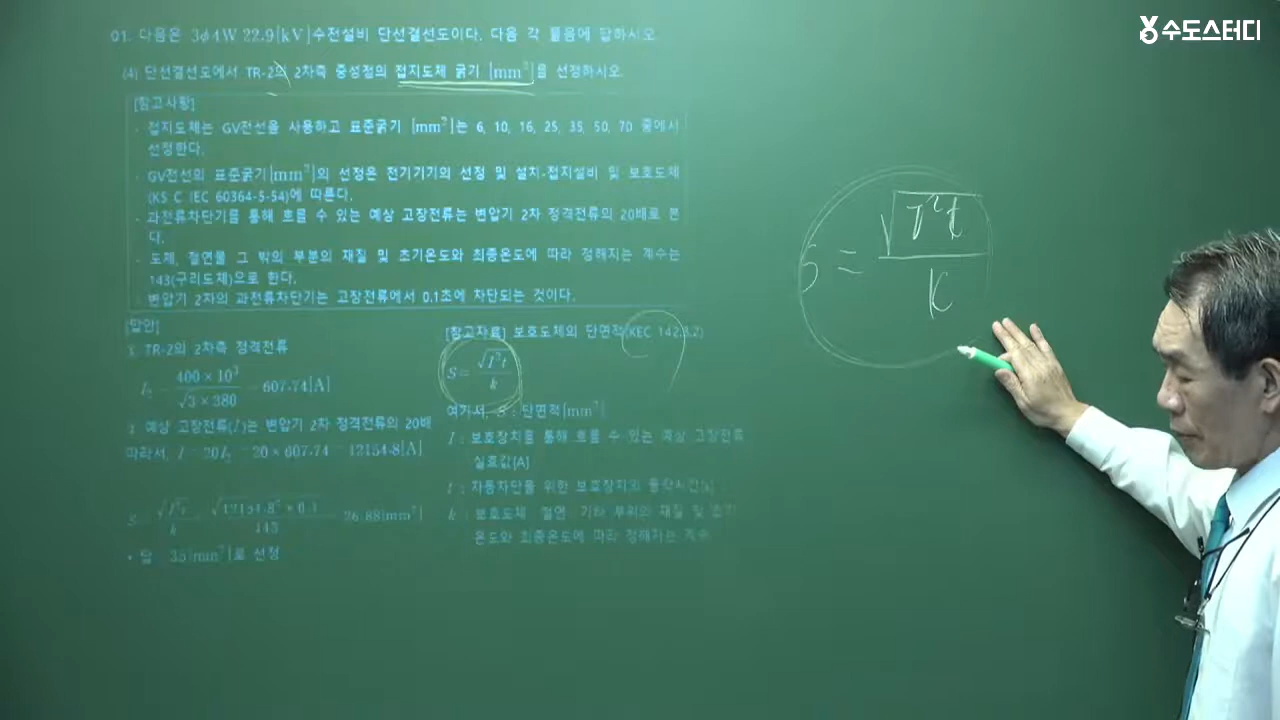 수도스터디
01. 다음은 3ϕ4W 22.9[kV]수전설비 단선결선도이다. 다음 각 물음에 답하시오.
(4) 단선결선도에서 TR-2의 2차측 중성점의 접지도체 굵기 [mm²]을 선정하시오.
[참고사항]
· 접지도체는 GV전선을 사용하고 표준굵기 [mm²]는 6, 10, 16, 25, 35, 50, 70 중에서
선정한다.
· GV전선의 표준굵기[mm²]의 선정은 전기기기의 선정 및 설치-접지설비 및 보호도체
(KS C IEC 60364-5-54)에 따른다.
· 과전류차단기를 통해 흐를 수 있는 예상 고장전류는 변압기 2차 정격전류의 20배로 본
다.
· 도체, 절연물 그 밖의 부분의 재질 및 초기온도와 최종온도에 따라 정해지는 계수는
143(구리도체)으로 한다.
· 변압기 2차의 과전류차단기는 고장전류에서 0.1초에 차단되는 것이다.
[답안]
TR-2의 2차측 정격전류
I₂ = 400×10³ / √3×380 = 607.74[A]
예상 고장전류(I)는 변압기 2차 정격전류의 20배
따라서, I = 20I₂ = 20×607.74 = 12154.8[A]
S = √I²t / k = √12154.8²×0.1 / 143 = 26.88[mm²]
• 답 : 35[mm²]로 선정
[참고자료] 보호도체의 단면적(KEC 142.3.2)
S = √I²t / k
여기서, S : 단면적[mm²]
I : 보호장치를 통해 흐를 수 있는 예상 고장전류
실효값[A]
t : 자동차단을 위한 보호장치의 동작시간[s]
k : 보호도체, 절연, 기타 부위의 재질 및 초기
온도와 최종온도에 따라 정해지는 계수
S = √I²t / K